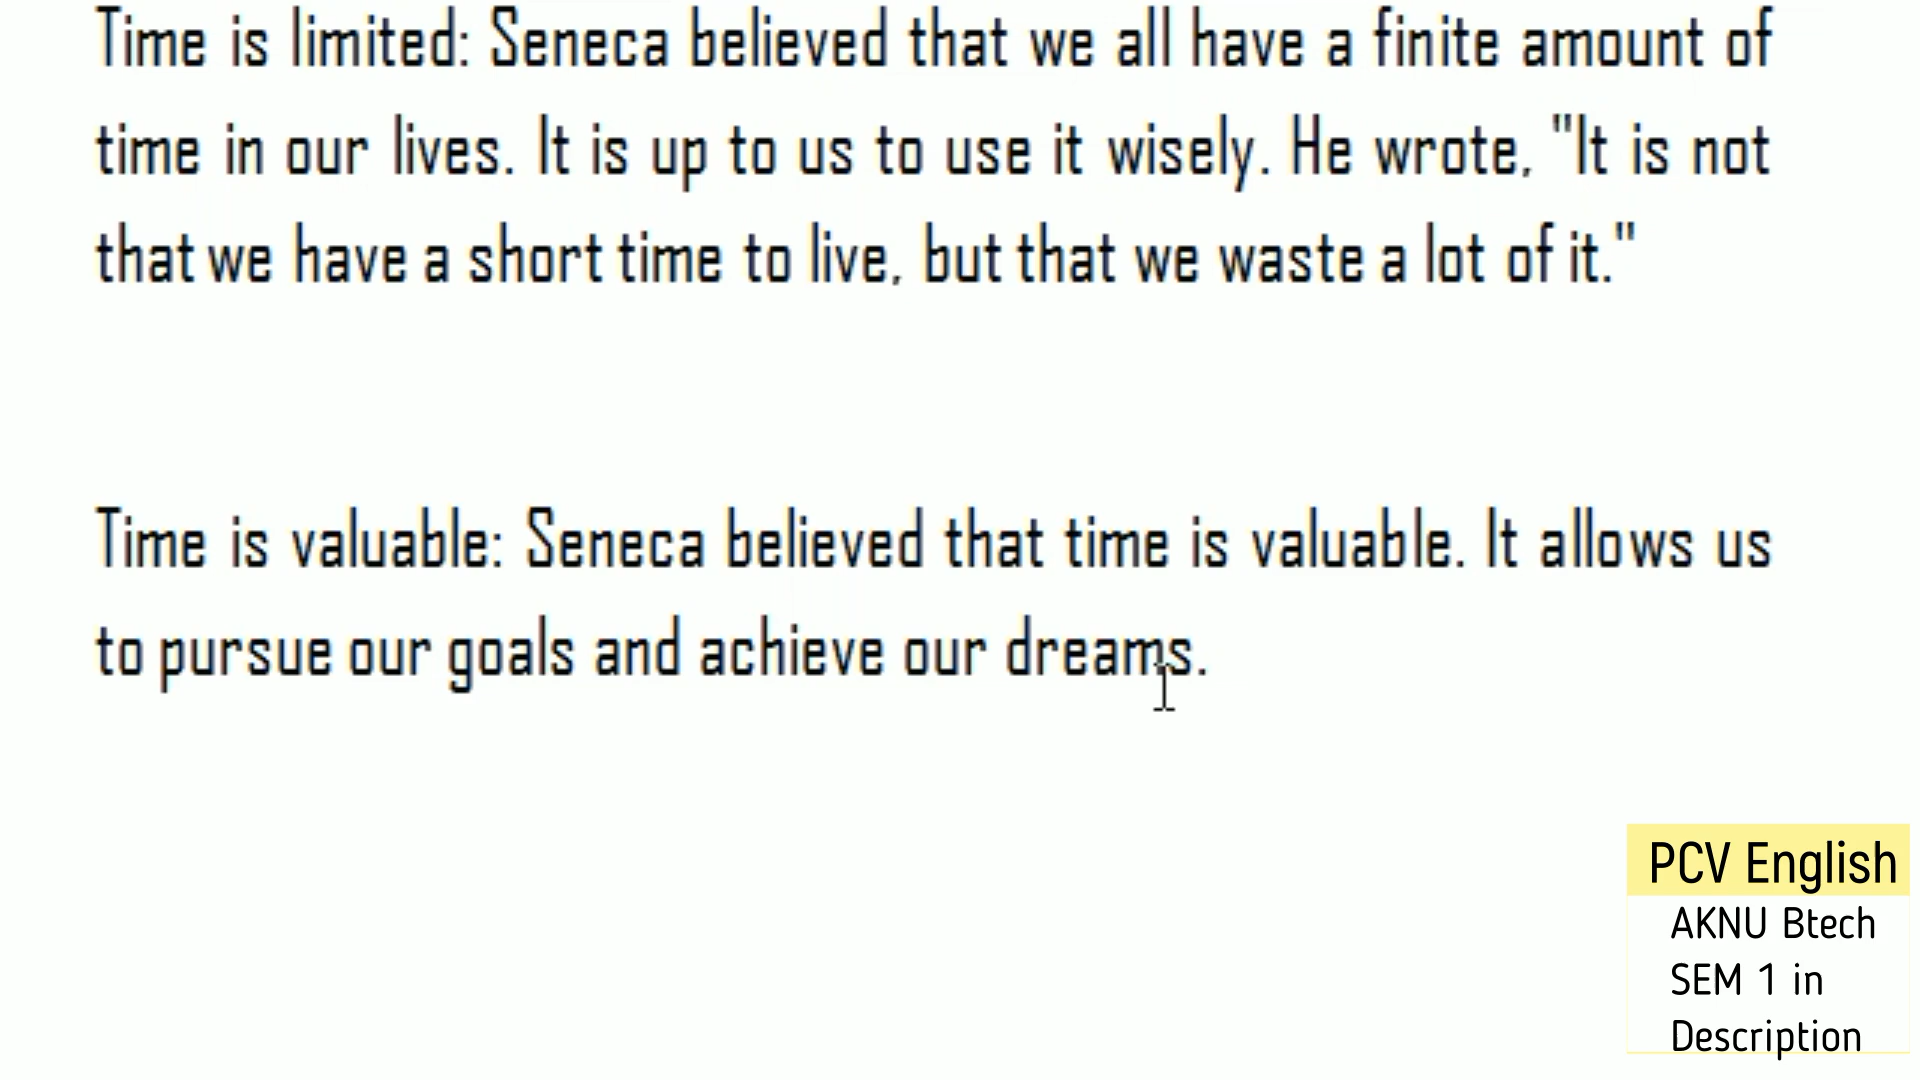 Time is limited: Seneca believed that we all have a finite amount of
time in our lives. It is up to us to use it wisely. He wrote, "It is not
that we have a short time to live, but that we waste a lot of it."
Time is valuable: Seneca believed that time is valuable. It allows us
to pursue our goals and achieve our dreams.
PCV English
AKNU Btech
SEM 1 in
Description